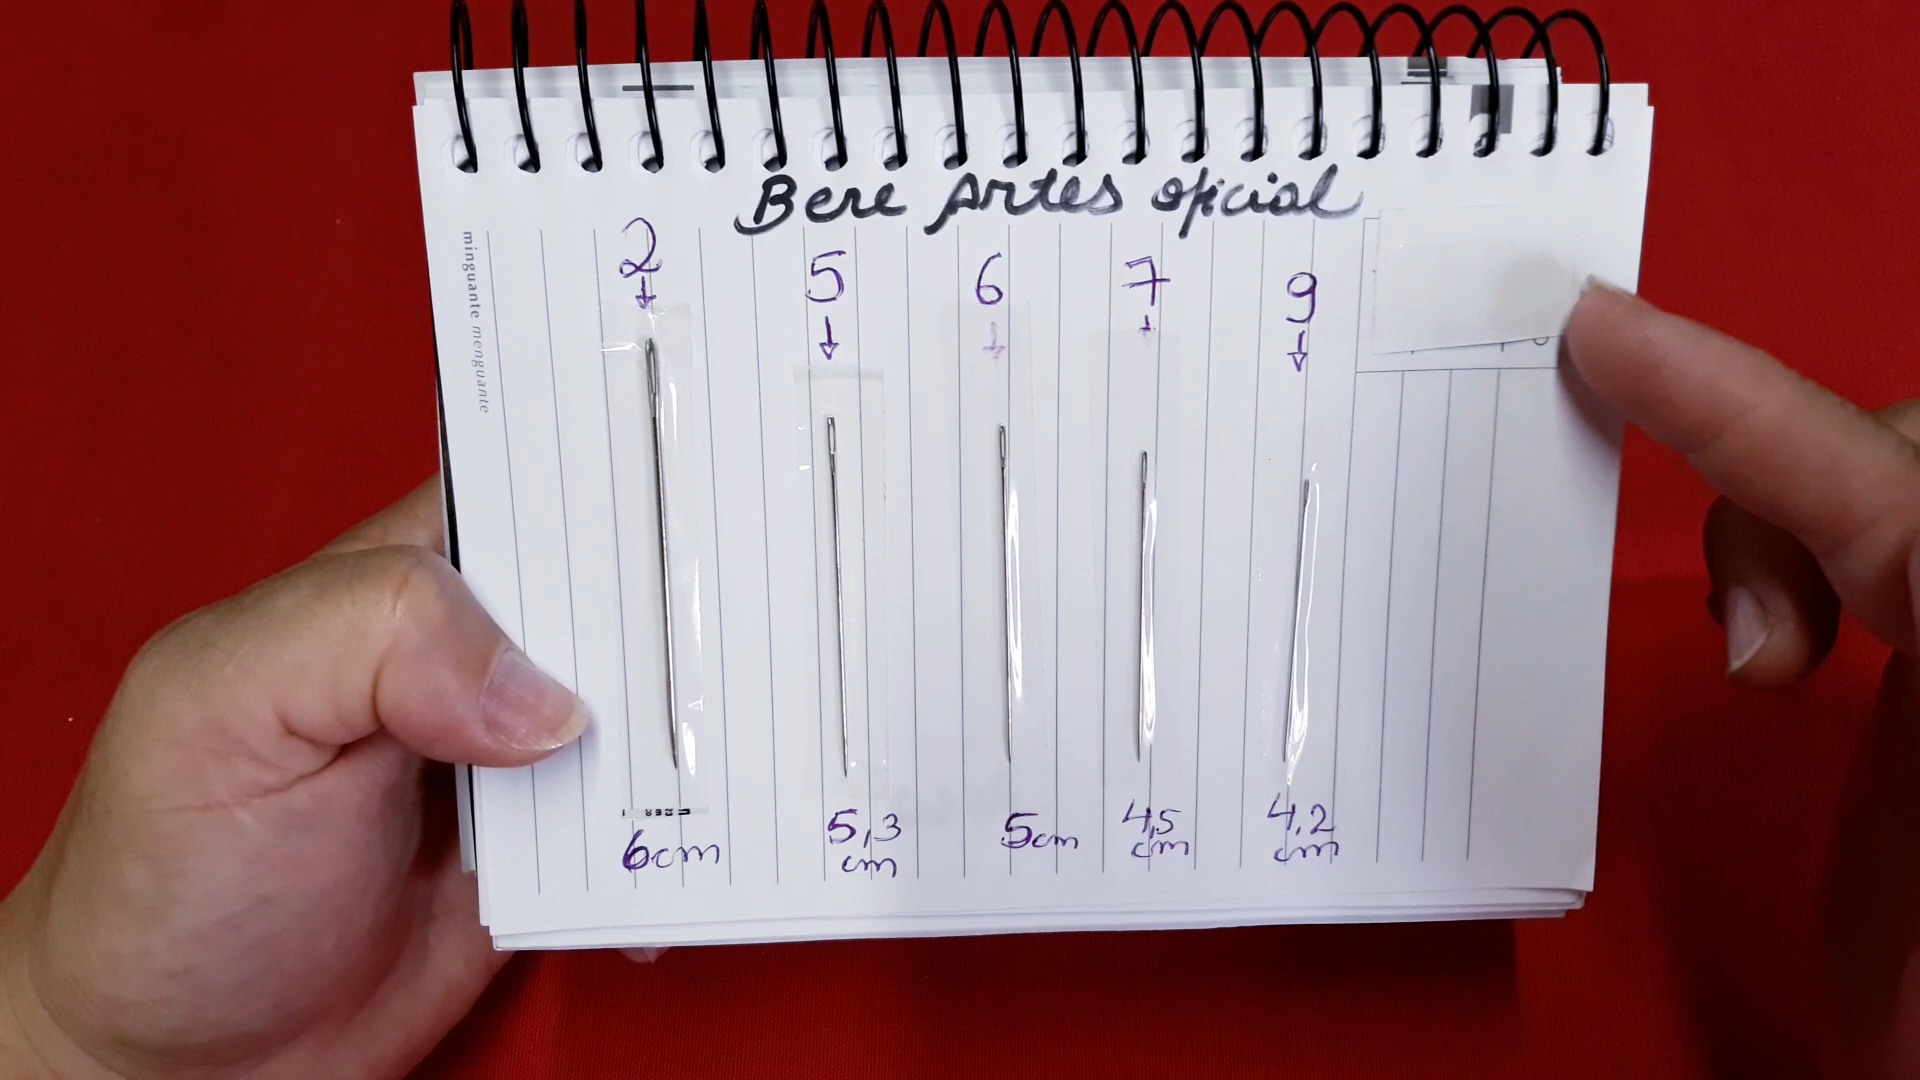 Bere Artes oficial
2 5 6 7 9
minguante menguante
6cm 5,3 cm 5cm 4,5 cm 4,2 cm